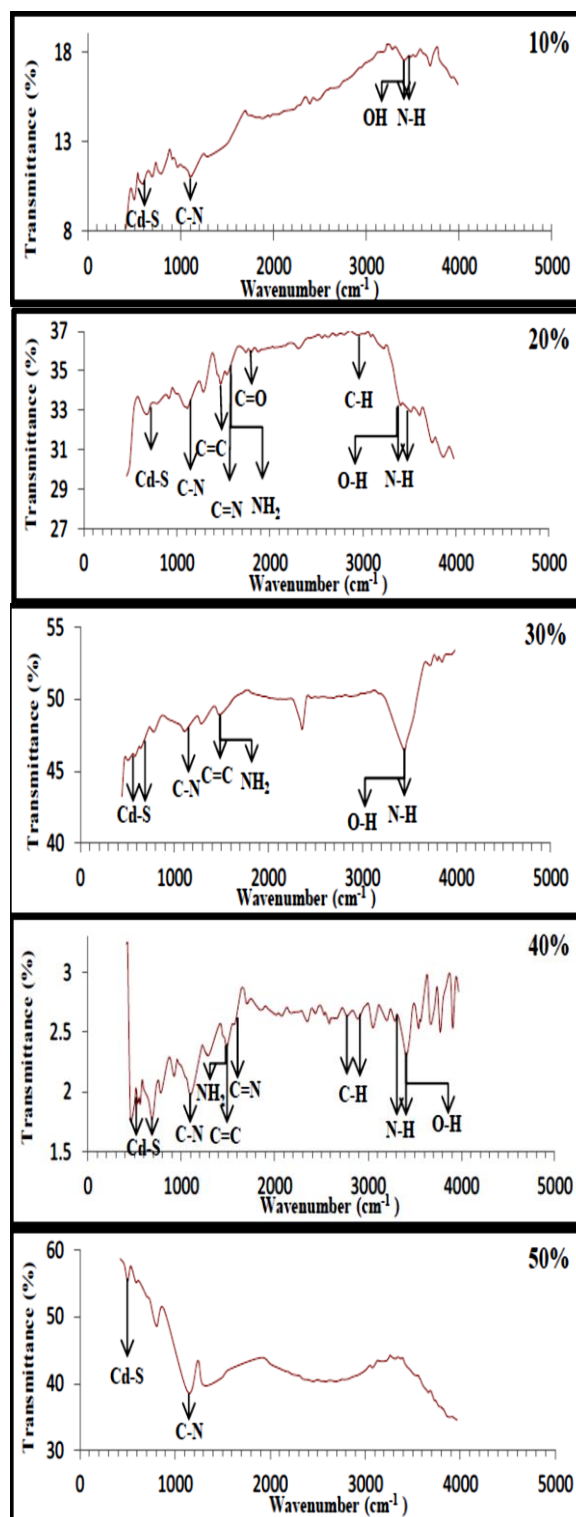 10%
Transmittance (%)
18
13
8
OH
N-H
Cd-S
C-N
0 1000 2000 3000 4000 5000
Wavenumber (cm-1)
20%
Transmittance (%)
37
35
33
31
29
27
C=O
C-H
C=C
Cd-S
C-N
C=N
NH2
O-H
N-H
0 1000 2000 3000 4000 5000
Wavenumber (cm-1)
30%
Transmittance (%)
55
50
45
40
C-N
C=C
NH2
Cd-S
O-H
N-H
0 1000 2000 3000 4000 5000
Wavenumber (cm-1)
40%
Transmittance (%)
3
2.5
2
1.5
NH2
C=N
C-H
Cd-S
C-N
C=C
N-H
O-H
0 1000 2000 3000 4000 5000
Wavenumber (cm-1)
50%
Transmittance (%)
60
50
40
30
Cd-S
C-N
0 1000 2000 3000 4000 5000
Wavenumber (cm-1)